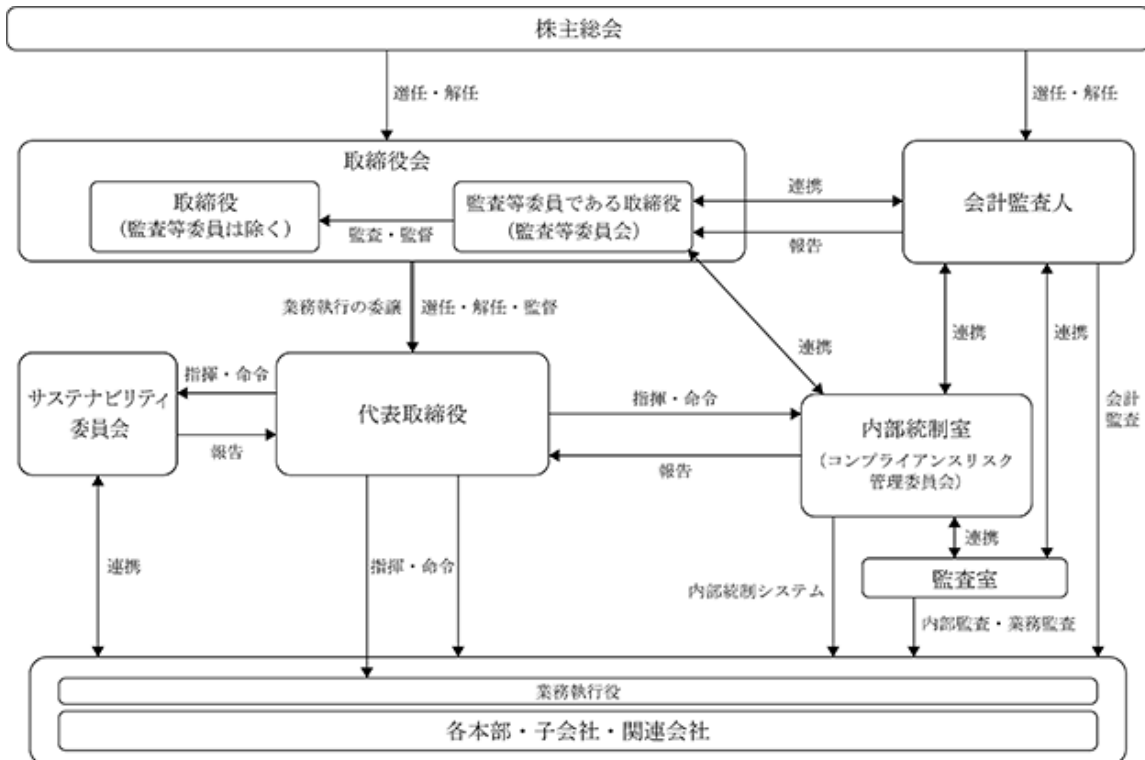 株主総会
選任・解任
選任・解任
取締役会
取締役
(監査等委員は除く)
監査・監督
監査等委員である取締役
(監査等委員会)
連携
報告
会計監査人
業務執行の委譲
選任・解任・監督
連携
連携
連携
会計
監査
サステナビリティ
委員会
指揮・命令
報告
代表取締役
指揮・命令
報告
内部統制室
(コンプライアンスリスク
管理委員会)
連携
指揮・命令
内部統制システム
連携
監査室
内部監査・業務監査
業務執行役
各本部・子会社・関連会社